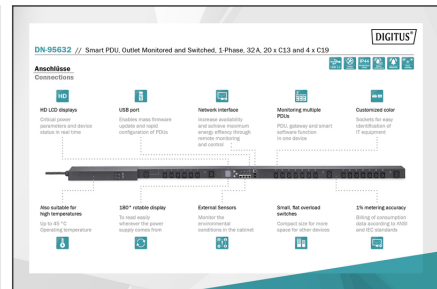 DIGITUS®
DN-95632 // Smart PDU, Outlet Monitored and Switched, 1-Phase, 32 A, 20 x C13 and 4 x C19
Anschlüsse
Connections
HD
HD LCD displays
Critical power
parameters and device
status in real time
USB port
Enables mass firmware
update and rapid
configuration of PDUs
Network interface
Increase availability
and achieve maximum
energy effiency through
remote monitoring
and control
Monitoring multiple
PDUs
PDU, gateway and smart
software function
in one device
Customized color
Sockets for easy
identification of
IT equipment
Also suitable for
high temperatures
Up to 45 °C
Operating temperature
180° rotable display
To read easily
wherever the power
supply comes from
External Sensors
Monitor the
environmental
conditions in the cabinet
Small, flat overload
switches
Compact size for more
space for other devices
1% metering accuracy
Billing of consumption
data according to ANSI
and IEC standards